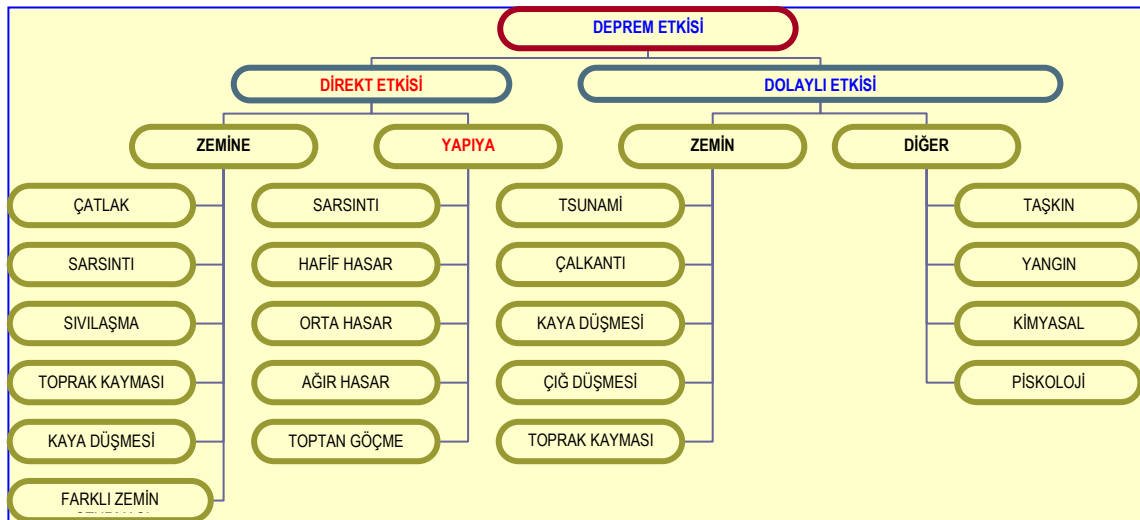 DEPREM ETKİSİ
DİREKT ETKİSİ
DOLAYLI ETKİSİ
ZEMİNE
YAPIYA
ZEMİN
DİĞER
ÇATLAK
SARSINTI
SIVILAŞMA
TOPRAK KAYMASI
KAYA DÜŞMESİ
FARKLI ZEMİN
SARSINTI
HAFİF HASAR
ORTA HASAR
AĞIR HASAR
TOPTAN GÖÇME
TSUNAMİ
ÇALKANTI
KAYA DÜŞMESİ
ÇIĞ DÜŞMESİ
TOPRAK KAYMASI
TAŞKIN
YANGIN
KİMYASAL
PİSKOLOJİ